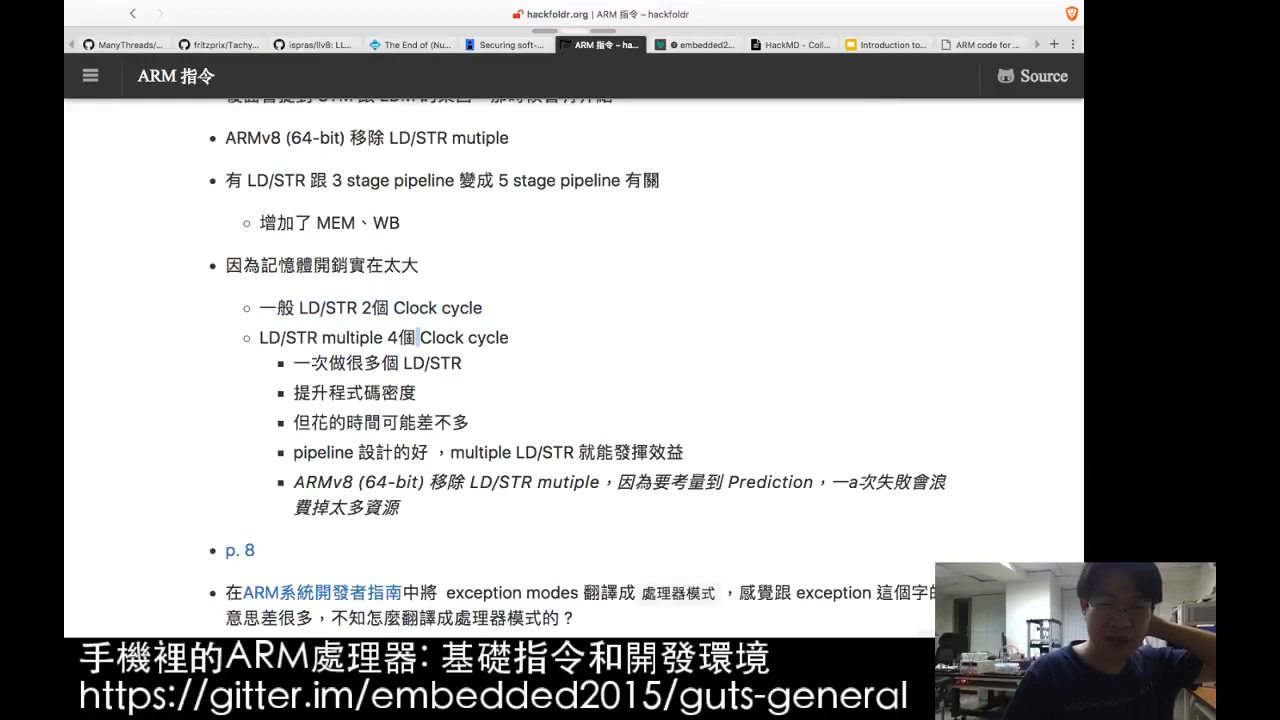 hackfoldr.org | ARM 指令 – hackfoldr
ManyThreads/...
fritzprix/Tachy...
ispras/llv8: LL...
The End of (Nu...
Securing soft-...
ARM 指令 – ha...
embedded2...
HackMD - Coll...
Introduction to...
ARM code for ...
ARM 指令
Source
ARMv8 (64-bit) 移除 LD/STR mutiple
有 LD/STR 跟 3 stage pipeline 變成 5 stage pipeline 有關
增加了 MEM、WB
因為記憶體開銷實在太大
一般 LD/STR 2個 Clock cycle
LD/STR multiple 4個 Clock cycle
一次做很多個 LD/STR
提升程式碼密度
但花的時間可能差不多
pipeline 設計的好 ，multiple LD/STR 就能發揮效益
ARMv8 (64-bit) 移除 LD/STR mutiple，因為要考量到 Prediction，一a次失敗會浪
費掉太多資源
p. 8
在ARM系統開發者指南中將 exception modes 翻譯成 處理器模式 ，感覺跟 exception 這個字的
意思差很多，不知怎麼翻譯成處理器模式的？
手機裡的ARM處理器: 基礎指令和開發環境
https://gitter.im/embedded2015/guts-general